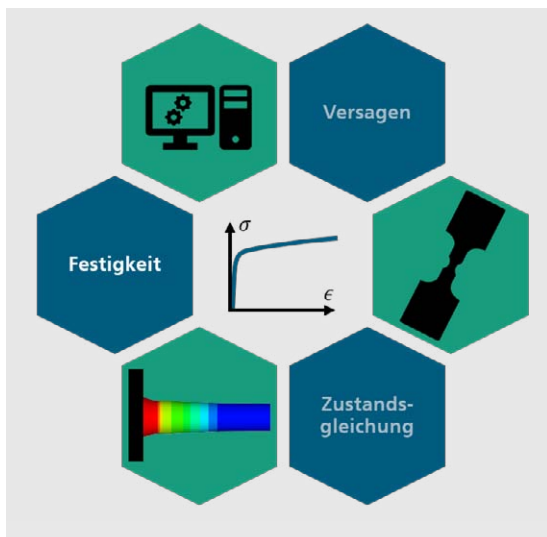 Versagen
Festigkeit
σ
ϵ
Zustands-
gleichung